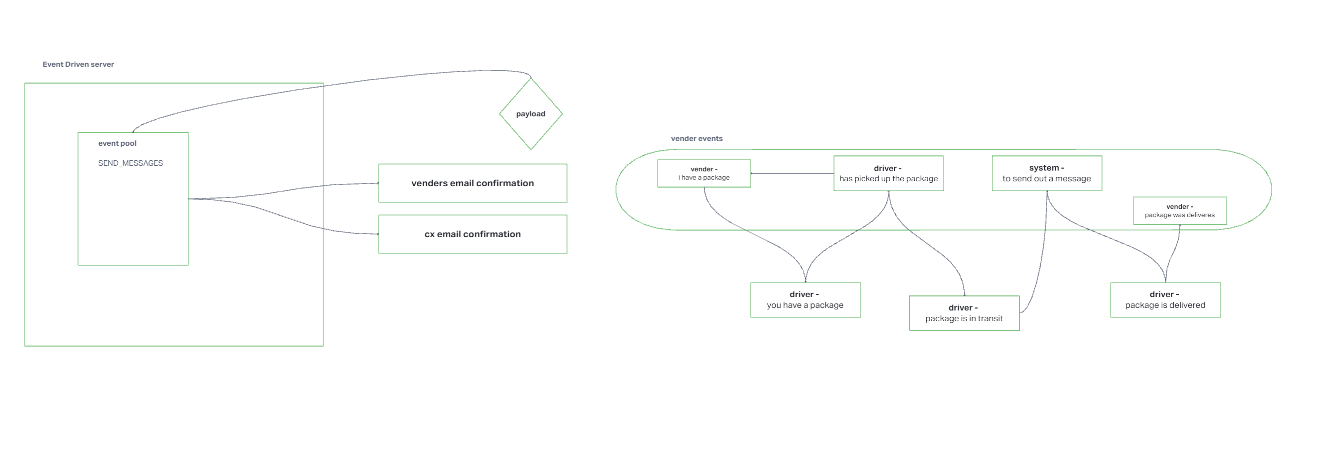 Event Driven server
payload
event pool
SEND_MESSAGES
venders email confirmation
cx email confirmation
vender events
vender -
I have a package
driver -
has picked up the package
system -
to send out a message
vender -
package was deliveres
driver -
you have a package
driver -
package is in transit
driver -
package is delivered